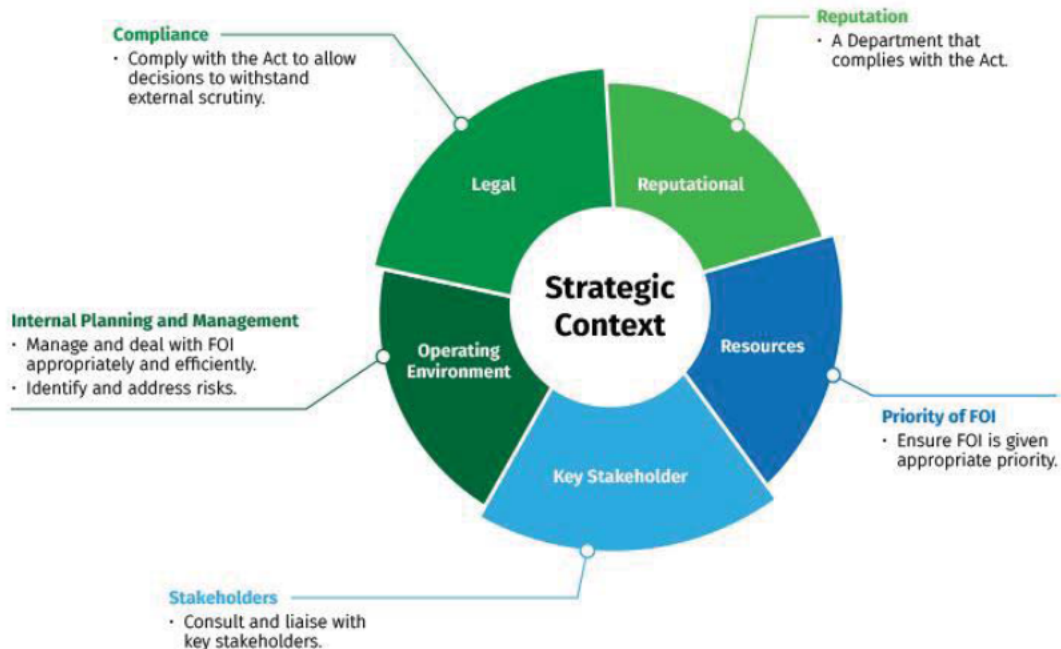 Compliance
· Comply with the Act to allow
decisions to withstand
external scrutiny.
Reputation
· A Department that
complies with the Act.
Legal
Reputational
Strategic
Context
Internal Planning and Management
· Manage and deal with FOI
appropriately and efficiently.
· Identify and address risks.
Operating
Environment
Resources
Priority of FOI
· Ensure FOI is given
appropriate priority.
Key Stakeholder
Stakeholders
· Consult and liaise with
key stakeholders.